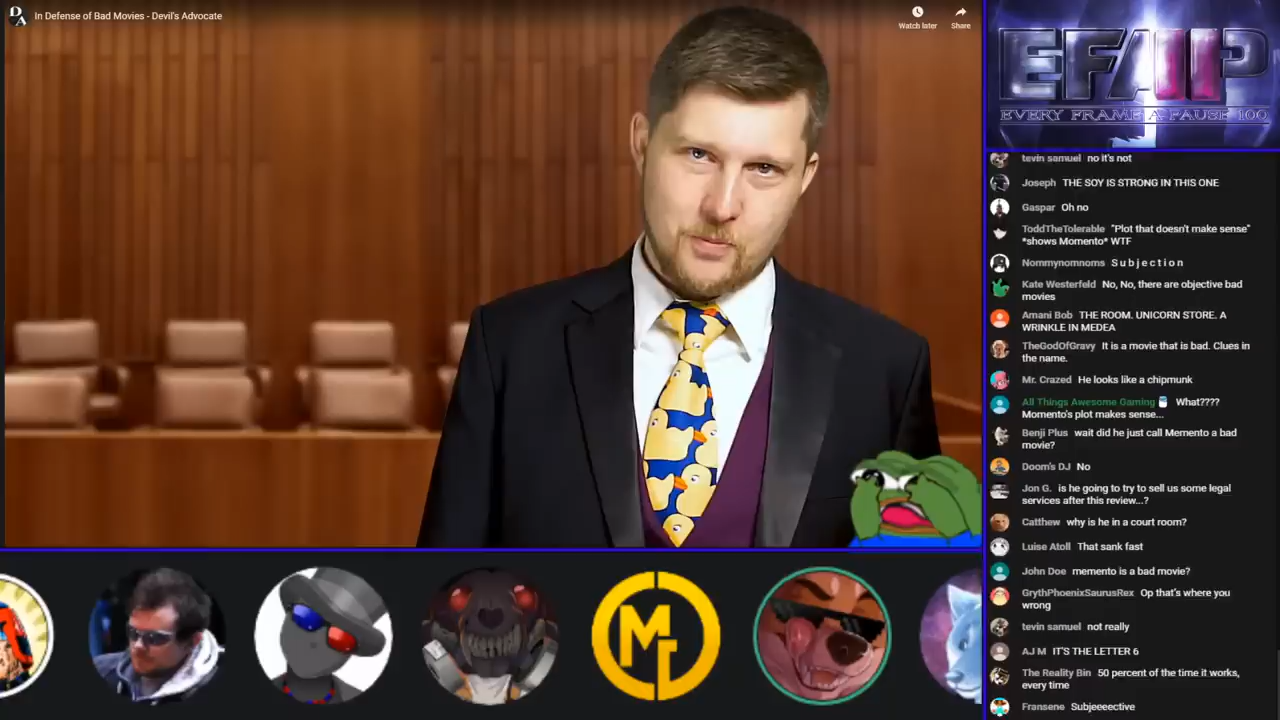 D
A
In Defense of Bad Movies - Devil's Advocate
Watch later
Share
EFAP
EVERY FRAME A PAUSE 100
tevin samuel no it's not
Joseph THE SOY IS STRONG IN THIS ONE
Gaspar Oh no
ToddTheTolerable "Plot that doesn't make sense"
*shows Momento* WTF
Nommynomnoms S u b j e c t i o n
Kate Westerfeld No, No, there are objective bad
movies
Amani Bob THE ROOM. UNICORN STORE. A
WRINKLE IN MEDEA
TheGodOfGravy It is a movie that is bad. Clues in
the name.
Mr. Crazed He looks like a chipmunk
All Things Awesome Gaming What????
Momento's plot makes sense...
Benji Plus wait did he just call Memento a bad
movie?
Doom's DJ No
Jon G. is he going to try to sell us some legal
services after this review...?
Catthew why is he in a court room?
Luise Atoll That sank fast
John Doe memento is a bad movie?
GrythPhoenixSaurusRex Op that's where you
wrong
tevin samuel not really
AJ M IT'S THE LETTER 6
The Reality Bin 50 percent of the time it works,
every time
Fransene Subjeeeective